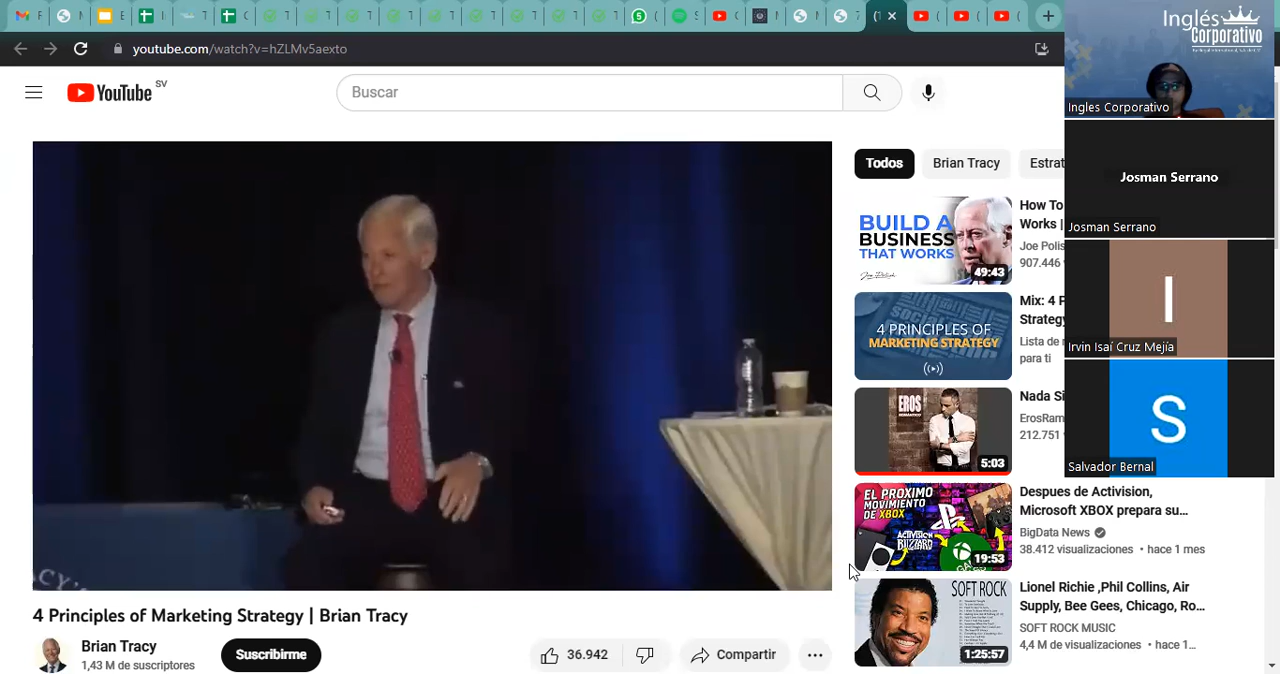 youtube.com/watch?v=hZLMv5aexto
YouTube SV
Buscar
Todos
Brian Tracy
BUILD A
BUSINESS
THAT WORKS
49:43
How To
Works |
Joe Polis
907.446
4 PRINCIPLES OF
MARKETING STRATEGY
Mix: 4 P
Strategy
Lista de
para ti
EROS
5:03
Nada Si
ErosRam
212.751
EL PROXIMO
MOVIMIENTO
DE XBOX
ACTIVISION
BLIZZARD
19:53
Despues de Activision,
Microsoft XBOX prepara su...
BigData News
38.412 visualizaciones • hace 1 mes
SOFT ROCK
1:25:57
Lionel Richie ,Phil Collins, Air
Supply, Bee Gees, Chicago, Ro...
SOFT ROCK MUSIC
4,4 M de visualizaciones • hace 1...
4 Principles of Marketing Strategy | Brian Tracy
Brian Tracy
1,43 M de suscriptores
Suscribirme
36.942
Compartir
Inglés
Corporativo
Ingles Corporativo
Josman Serrano
Josman Serrano
I
Irvin Isaí Cruz Mejía
S
Salvador Bernal